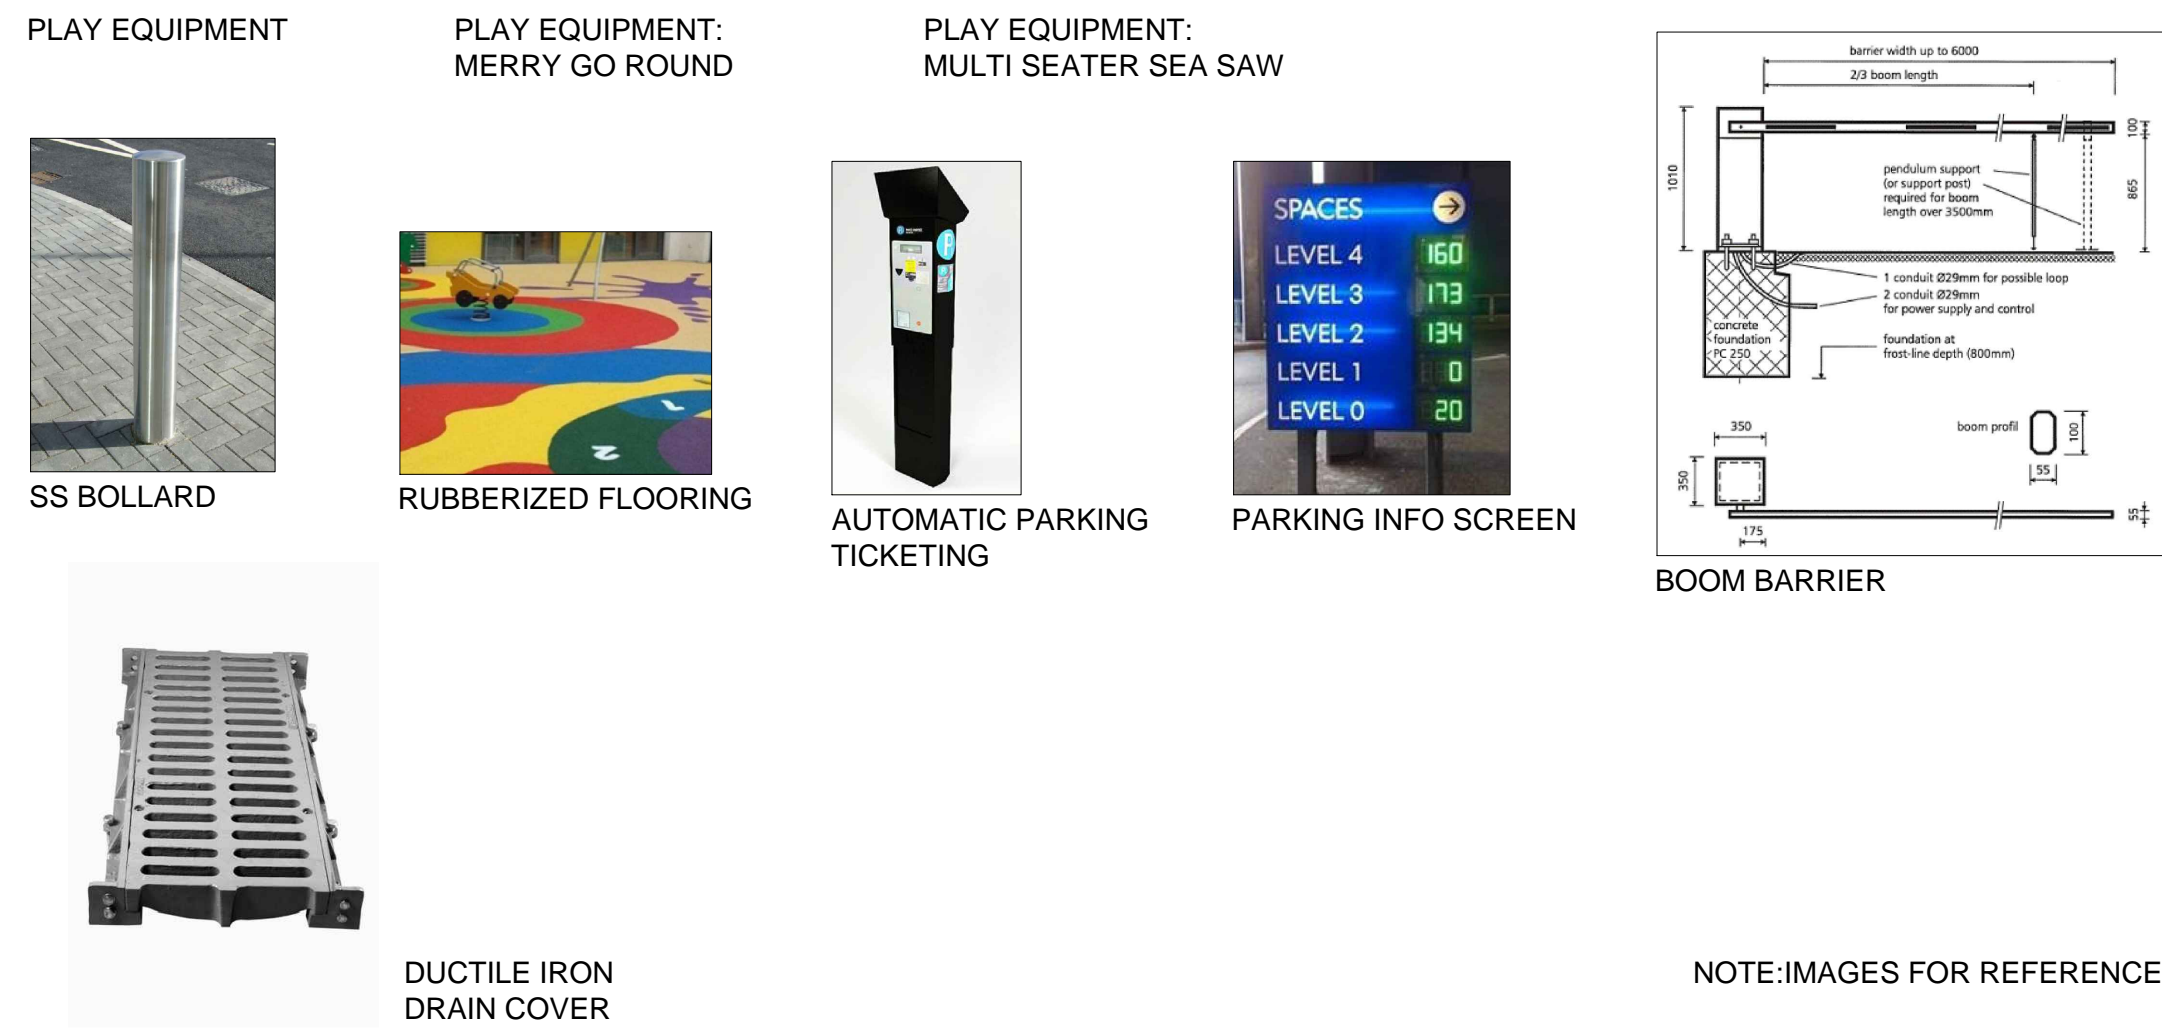 PLAY EQUIPMENT
PLAY EQUIPMENT:
MERRY GO ROUND
PLAY EQUIPMENT:
MULTI SEATER SEA SAW
SS BOLLARD
2
1
RUBBERIZED FLOORING
P
AUTOMATIC PARKING
TICKETING
SPACES
LEVEL 4 160
LEVEL 3 173
LEVEL 2 134
LEVEL 1 0
LEVEL 0 20
PARKING INFO SCREEN
barrier width up to 6000
2/3 boom length
1010
100
865
pendulum support
(or support post)
required for boom
length over 3500mm
1 conduit Ø29mm for possible loop
2 conduit Ø29mm
for power supply and control
concrete
foundation
PC 250
foundation at
frost-line depth (800mm)
boom profil
100
55
350
350
175
55
BOOM BARRIER
DUCTILE IRON
DRAIN COVER
NOTE:IMAGES FOR REFERENCE